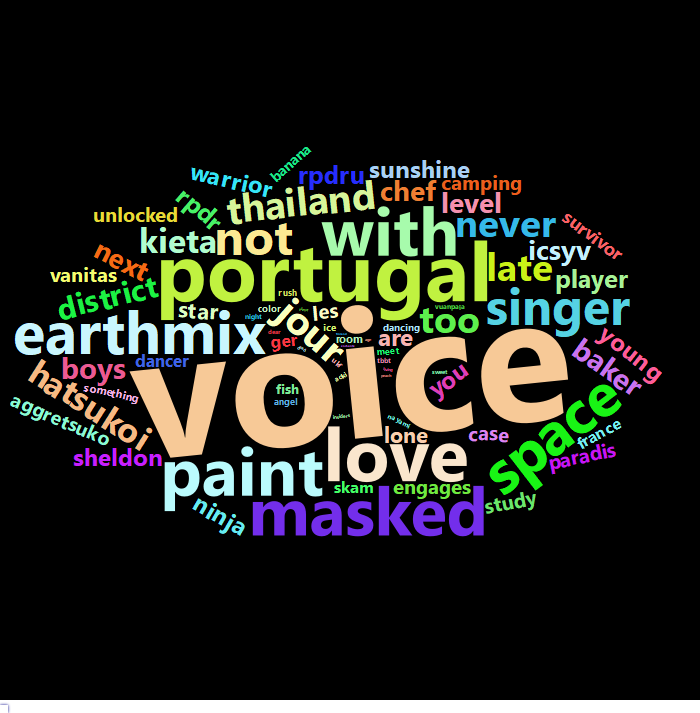 banana
warrior
rpdru
sunshine
rpdr
thailand
chef
camping
level
unlocked
kieta
not
with
never
survivor
next
icsyv
vanitas
portugal
late
player
district
rush
color
star
night
jour
les
vuanpaja
too
singer
earthmix
ice
dancing
room
ger
are
young
boys
dancer
meet
tbbt
baker
voice
you
hatsukoi
something
fish
angel
sweet
space
aggretsuko
love
lone
case
france
sheldon
paint
skam
engages
paradis
ninja
masked
study